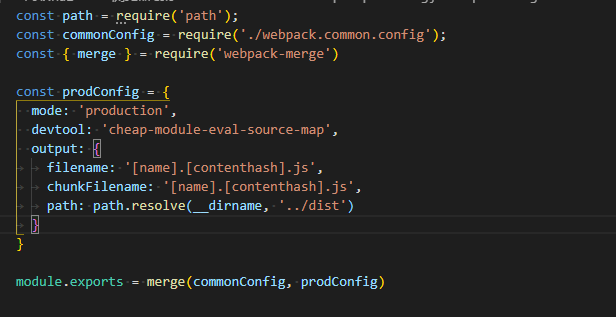 const path = require('path');
const commonConfig = require('./webpack.common.config');
const { merge } = require('webpack-merge')
const prodConfig = {
mode: 'production',
devtool: 'cheap-module-eval-source-map',
output: {
filename: '[name].[contenthash].js',
chunkFilename: '[name].[contenthash].js',
path: path.resolve(__dirname, '../dist')
}
}
module.exports = merge(commonConfig, prodConfig)